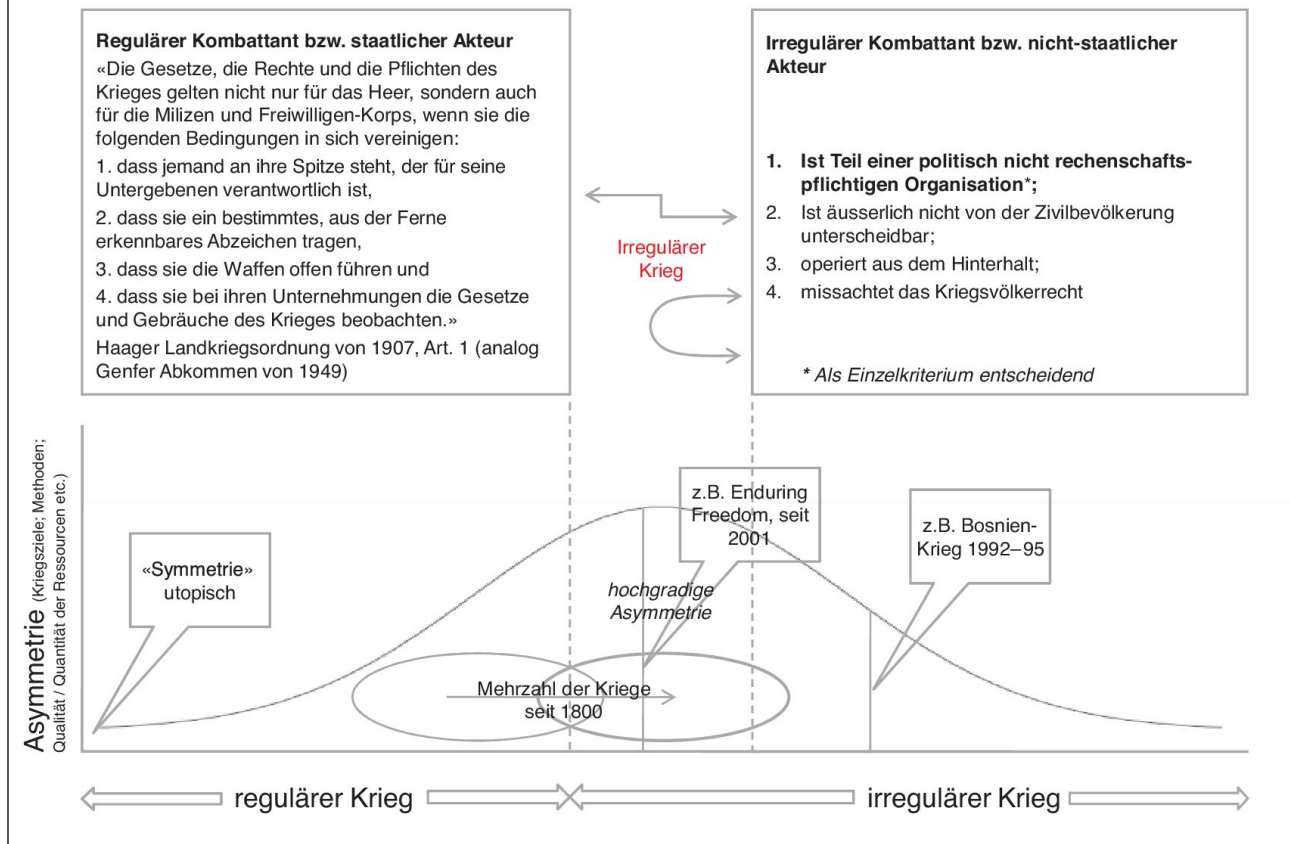 Regulärer Kombattant bzw. staatlicher Akteur
«Die Gesetze, die Rechte und die Pflichten des
Krieges gelten nicht nur für das Heer, sondern auch
für die Milizen und Freiwilligen-Korps, wenn sie die
folgenden Bedingungen in sich vereinigen:
1. dass jemand an ihre Spitze steht, der für seine
Untergebenen verantwortlich ist,
2. dass sie ein bestimmtes, aus der Ferne
erkennbares Abzeichen tragen,
3. dass sie die Waffen offen führen und
4. dass sie bei ihren Unternehmungen die Gesetze
und Gebräuche des Krieges beobachten.»
Haager Landkriegsordnung von 1907, Art. 1 (analog
Genfer Abkommen von 1949)
Irregulärer
Krieg
Irregulärer Kombattant bzw. nicht-staatlicher
Akteur
1. Ist Teil einer politisch nicht rechenschafts-
pflichtigen Organisation*;
2. Ist äusserlich nicht von der Zivilbevölkerung
unterscheidbar;
3. operiert aus dem Hinterhalt;
4. missachtet das Kriegsvölkerrecht
* Als Einzelkriterium entscheidend
Asymmetrie (Kriegsziele; Methoden;
Qualität / Quantität der Ressourcen etc.)
«Symmetrie»
utopisch
z.B. Enduring
Freedom, seit
2001
z.B. Bosnien-
Krieg 1992–95
hochgradige
Asymmetrie
Mehrzahl der Kriege
seit 1800
regulärer Krieg
irregulärer Krieg